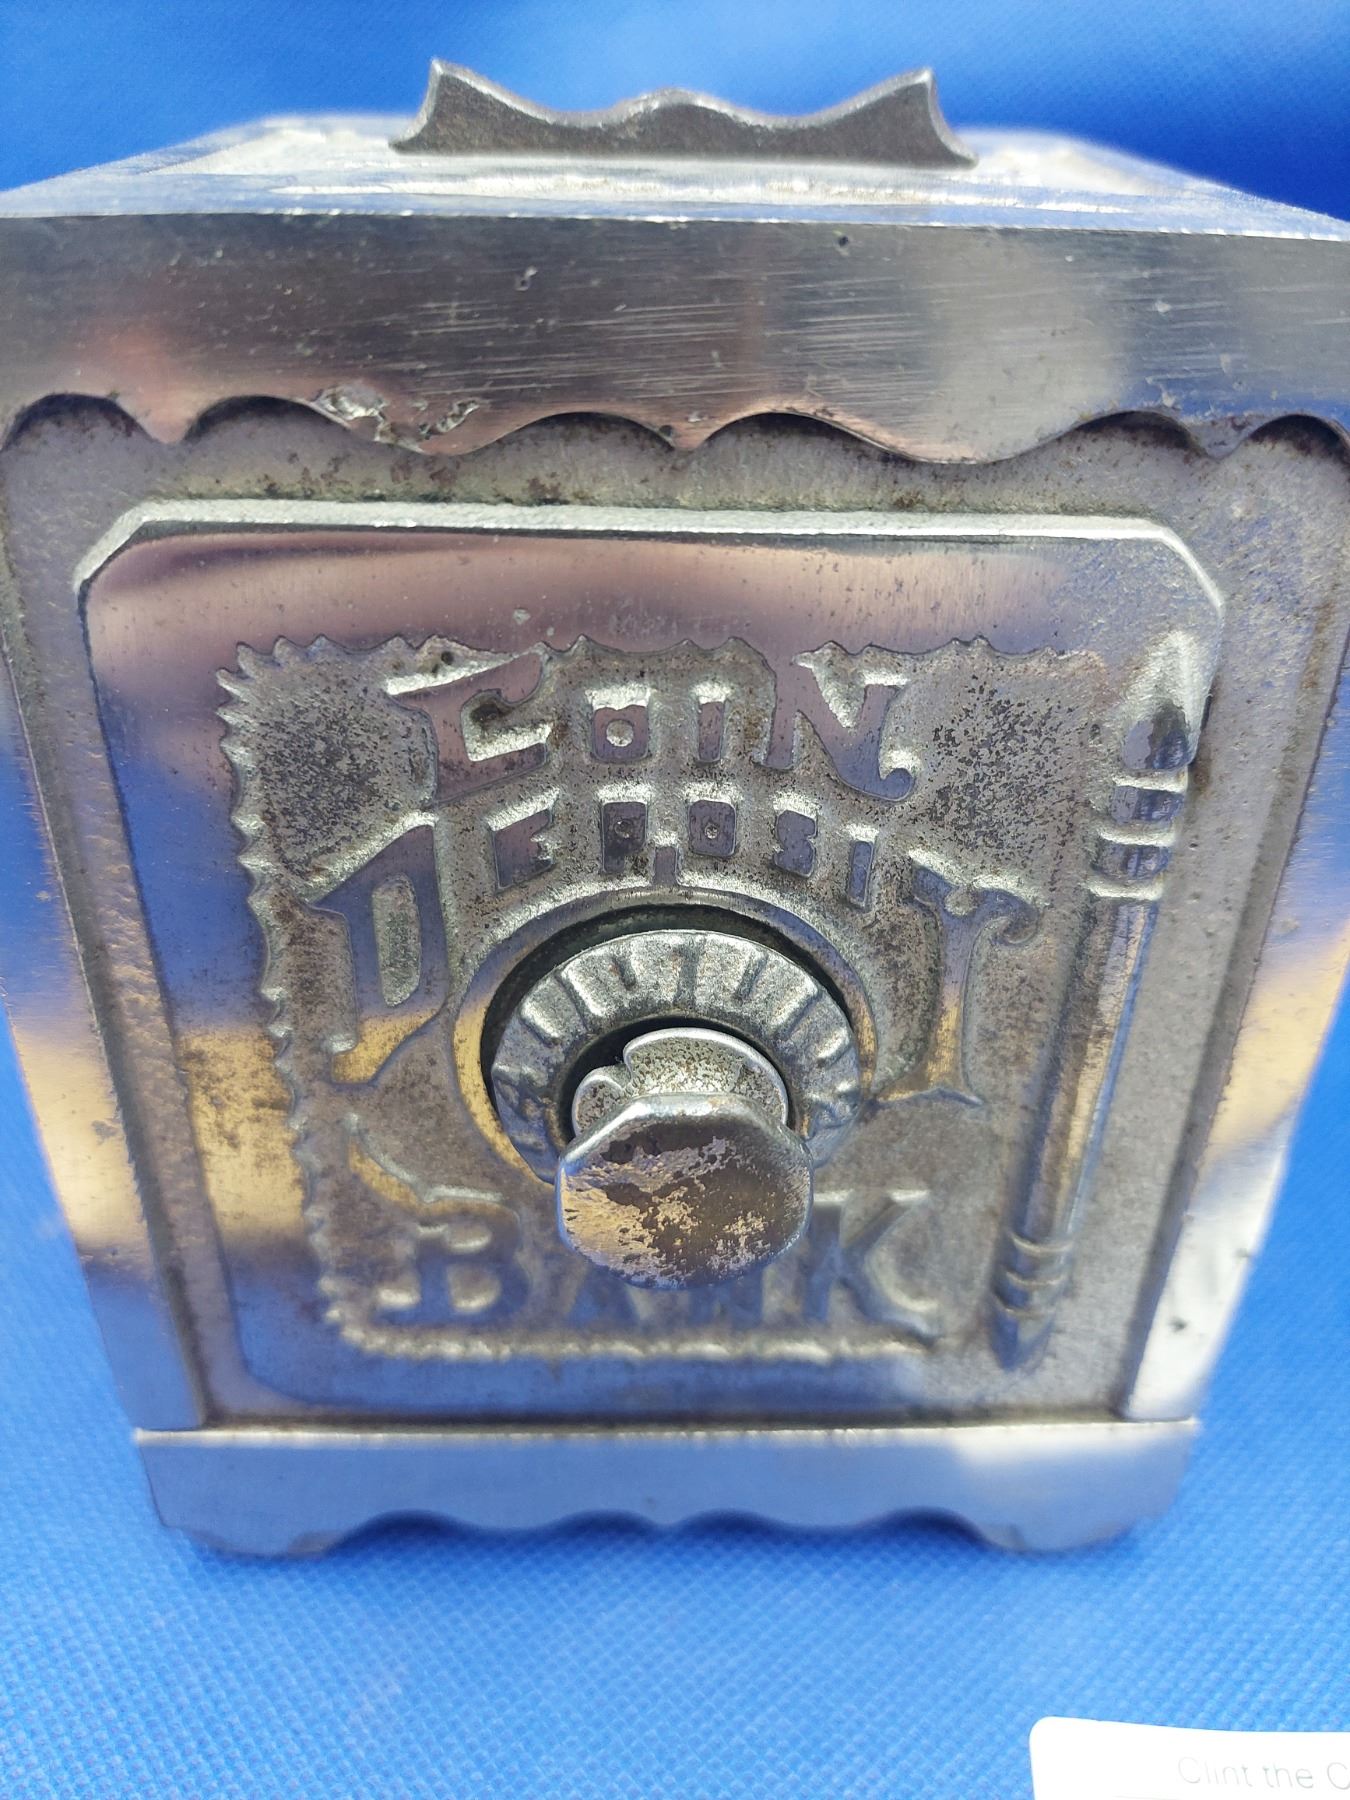 COIN
DEPOSIT
BANK
Clint the C